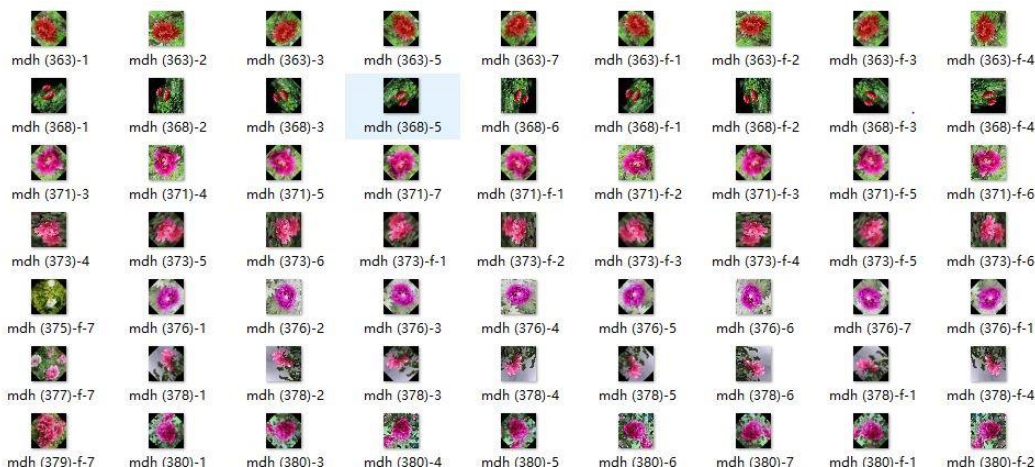 mdh (363)-1 mdh (363)-2 mdh (363)-3 mdh (363)-5 mdh (363)-7 mdh (363)-f-1 mdh (363)-f-2 mdh (363)-f-3 mdh (363)-f-4
mdh (368)-1 mdh (368)-2 mdh (368)-3 mdh (368)-5 mdh (368)-6 mdh (368)-f-1 mdh (368)-f-2 mdh (368)-f-3 mdh (368)-f-4
mdh (371)-3 mdh (371)-4 mdh (371)-5 mdh (371)-7 mdh (371)-f-1 mdh (371)-f-2 mdh (371)-f-3 mdh (371)-f-5 mdh (371)-f-6
mdh (373)-4 mdh (373)-5 mdh (373)-6 mdh (373)-f-1 mdh (373)-f-2 mdh (373)-f-3 mdh (373)-f-4 mdh (373)-f-5 mdh (373)-f-6
mdh (375)-f-7 mdh (376)-1 mdh (376)-2 mdh (376)-3 mdh (376)-4 mdh (376)-5 mdh (376)-6 mdh (376)-7 mdh (376)-f-1
mdh (377)-f-7 mdh (378)-1 mdh (378)-2 mdh (378)-3 mdh (378)-4 mdh (378)-5 mdh (378)-6 mdh (378)-f-1 mdh (378)-f-4
mdh (379)-f-7 mdh (380)-1 mdh (380)-3 mdh (380)-4 mdh (380)-5 mdh (380)-6 mdh (380)-7 mdh (380)-f-1 mdh (380)-f-2